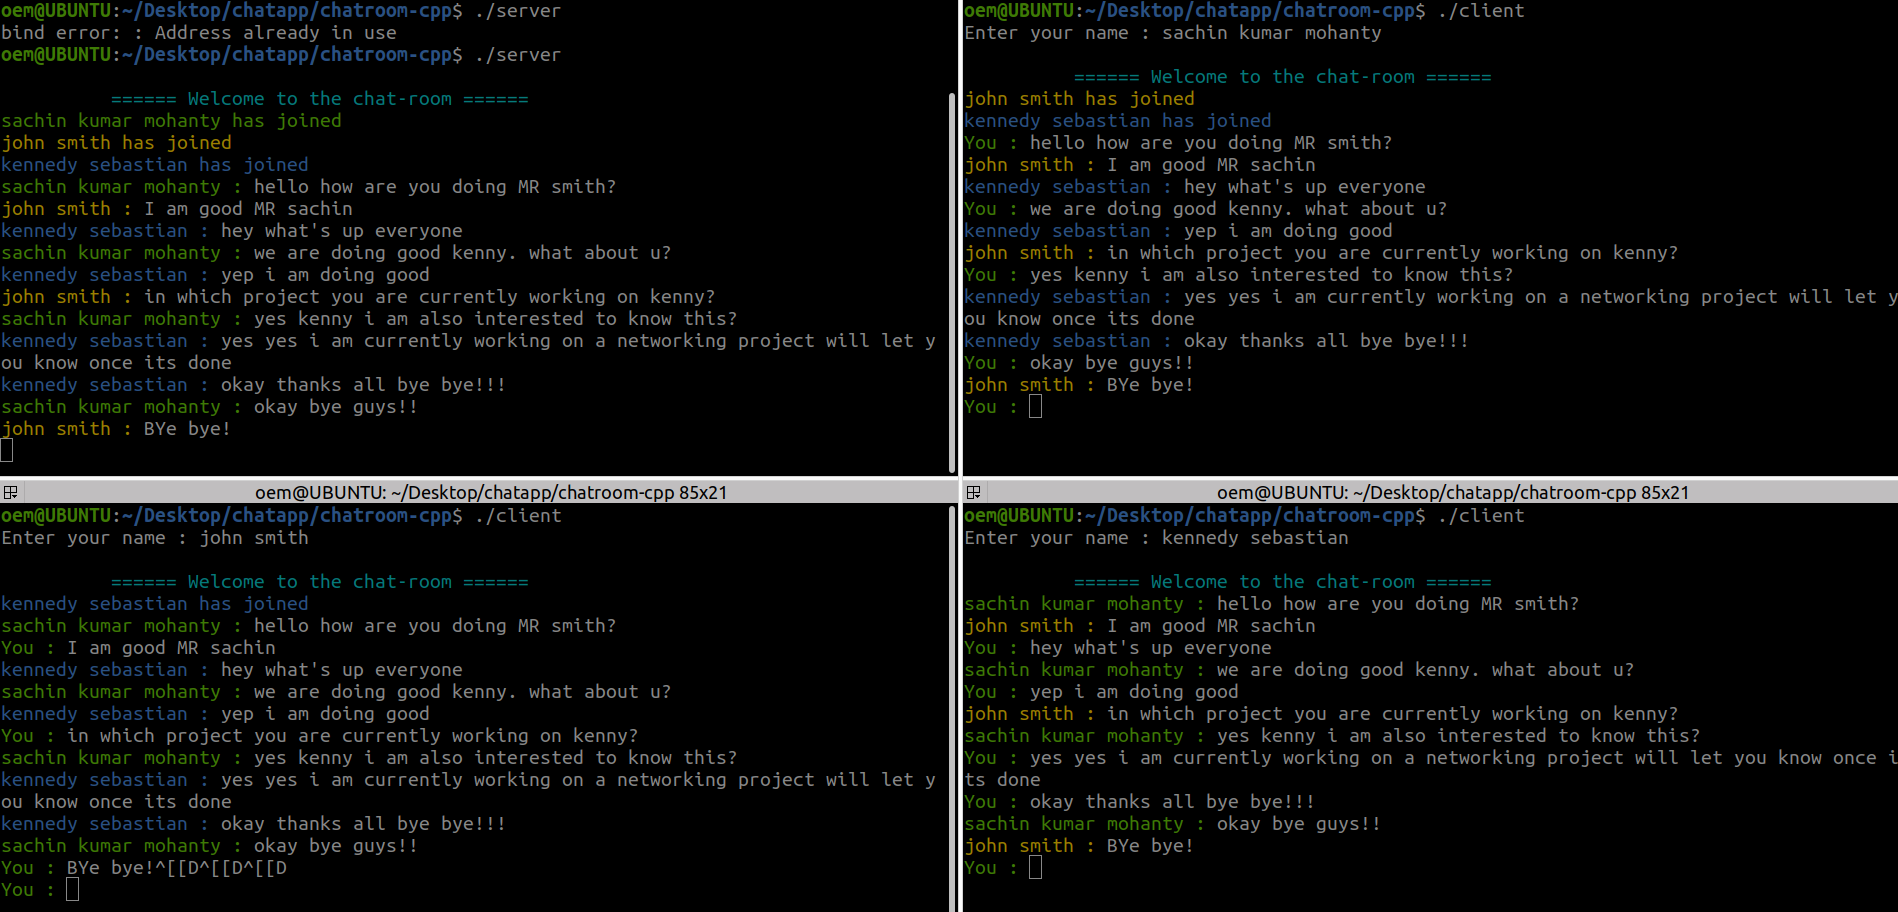 oem@UBUNTU:~/Desktop/chatapp/chatroom-cpp$ ./server
bind error: : Address already in use
oem@UBUNTU:~/Desktop/chatapp/chatroom-cpp$ ./server
====== Welcome to the chat-room ======
sachin kumar mohanty has joined
john smith has joined
kennedy sebastian has joined
sachin kumar mohanty : hello how are you doing MR smith?
john smith : I am good MR sachin
kennedy sebastian : hey what's up everyone
sachin kumar mohanty : we are doing good kenny. what about u?
kennedy sebastian : yep i am doing good
john smith : in which project you are currently working on kenny?
sachin kumar mohanty : yes kenny i am also interested to know this?
kennedy sebastian : yes yes i am currently working on a networking project will let y
ou know once its done
kennedy sebastian : okay thanks all bye bye!!!
sachin kumar mohanty : okay bye guys!!
john smith : BYe bye!
oem@UBUNTU:~/Desktop/chatapp/chatroom-cpp$ ./client
Enter your name : sachin kumar mohanty
====== Welcome to the chat-room ======
john smith has joined
kennedy sebastian has joined
You : hello how are you doing MR smith?
john smith : I am good MR sachin
kennedy sebastian : hey what's up everyone
You : we are doing good kenny. what about u?
kennedy sebastian : yep i am doing good
john smith : in which project you are currently working on kenny?
You : yes kenny i am also interested to know this?
kennedy sebastian : yes yes i am currently working on a networking project will let y
ou know once its done
kennedy sebastian : okay thanks all bye bye!!!
You : okay bye guys!!
john smith : BYe bye!
You :
oem@UBUNTU: ~/Desktop/chatapp/chatroom-cpp 85x21
oem@UBUNTU:~/Desktop/chatapp/chatroom-cpp$ ./client
Enter your name : john smith
====== Welcome to the chat-room ======
kennedy sebastian has joined
sachin kumar mohanty : hello how are you doing MR smith?
You : I am good MR sachin
kennedy sebastian : hey what's up everyone
sachin kumar mohanty : we are doing good kenny. what about u?
kennedy sebastian : yep i am doing good
You : in which project you are currently working on kenny?
sachin kumar mohanty : yes kenny i am also interested to know this?
kennedy sebastian : yes yes i am currently working on a networking project will let y
ou know once its done
kennedy sebastian : okay thanks all bye bye!!!
sachin kumar mohanty : okay bye guys!!
You : BYe bye!^[[D^[[D^[[D
You :
oem@UBUNTU: ~/Desktop/chatapp/chatroom-cpp 85x21
oem@UBUNTU:~/Desktop/chatapp/chatroom-cpp$ ./client
Enter your name : kennedy sebastian
====== Welcome to the chat-room ======
sachin kumar mohanty : hello how are you doing MR smith?
john smith : I am good MR sachin
You : hey what's up everyone
sachin kumar mohanty : we are doing good kenny. what about u?
You : yep i am doing good
john smith : in which project you are currently working on kenny?
sachin kumar mohanty : yes kenny i am also interested to know this?
You : yes yes i am currently working on a networking project will let you know once i
ts done
You : okay thanks all bye bye!!!
sachin kumar mohanty : okay bye guys!!
john smith : BYe bye!
You :